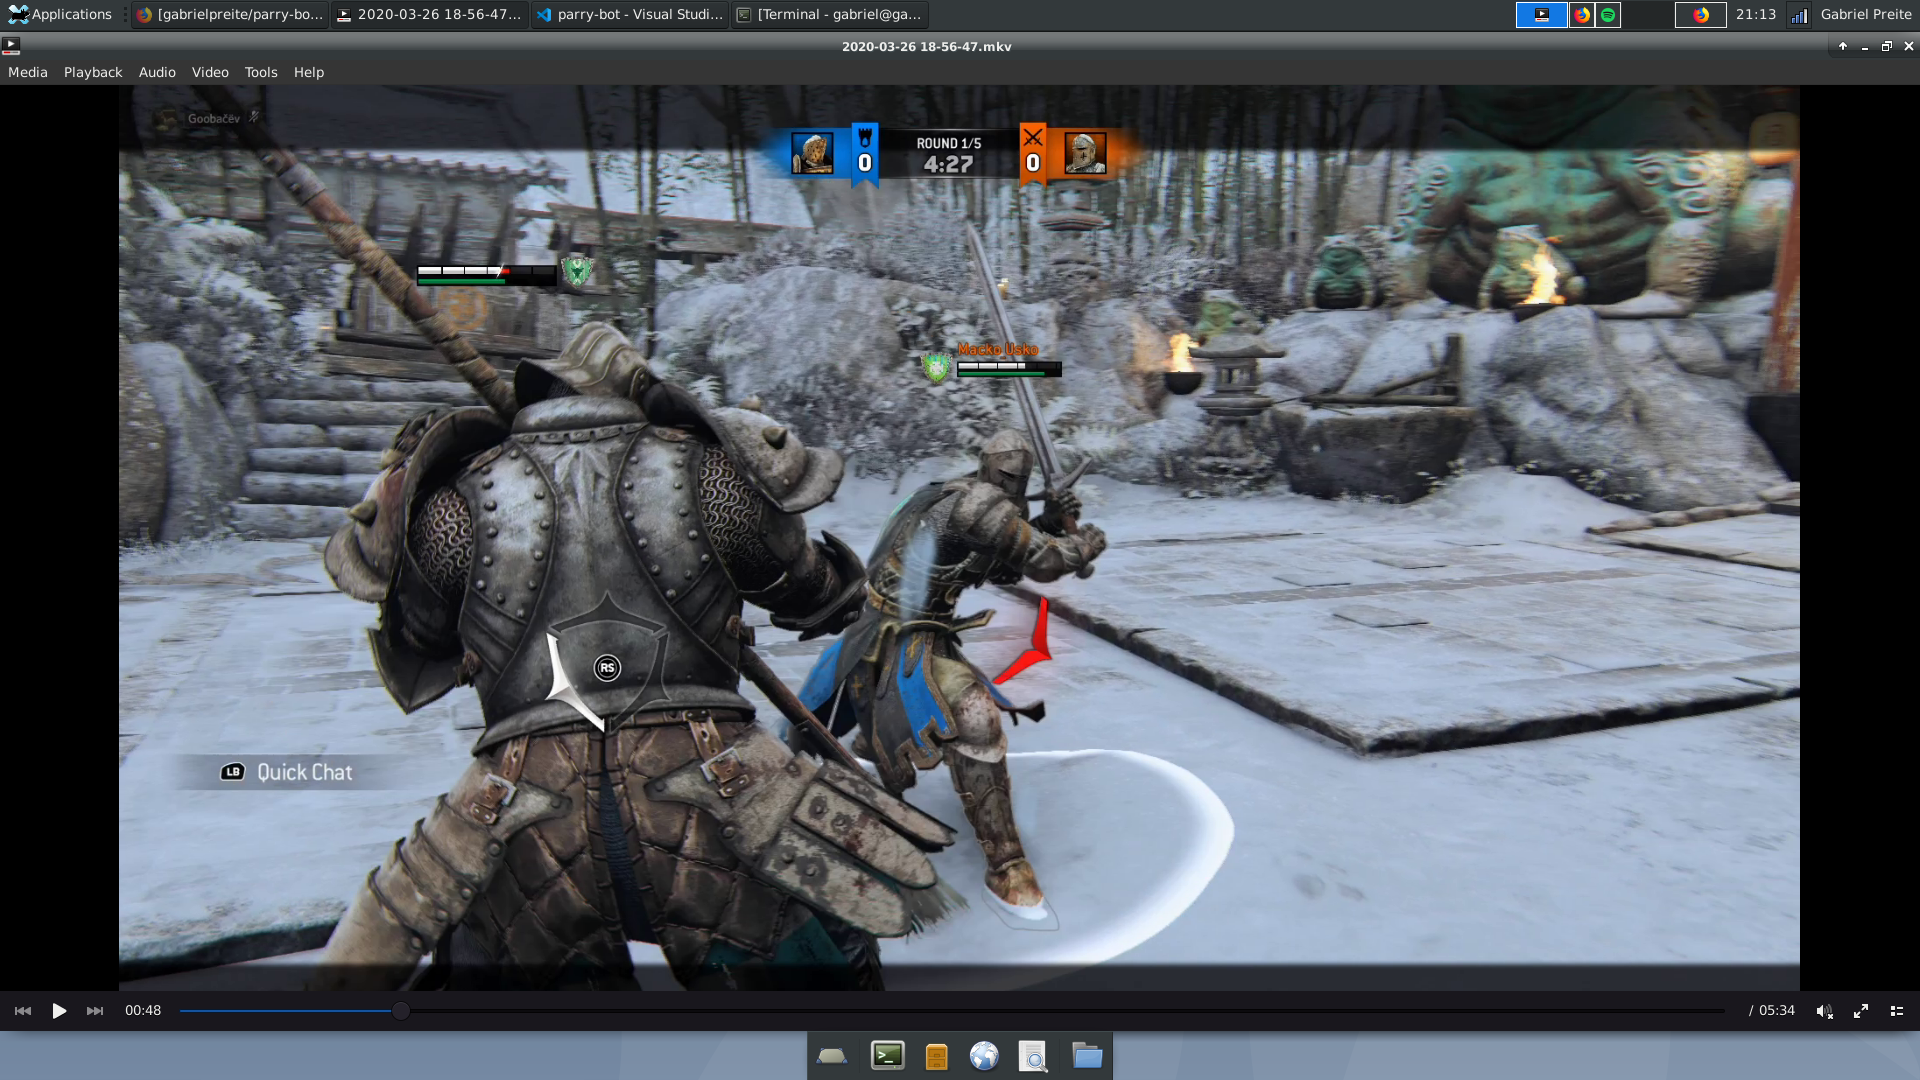 Applications
[gabrielpreite/parry-bo...
2020-03-26 18-56-47...
parry-bot - Visual Studi...
[Terminal - gabriel@ga...
21:13
Gabriel Preite
2020-03-26 18-56-47.mkv
Media Playback Audio Video Tools Help
Goobačëv
ROUND 1/5
0 4:27 0
Macko Usko
RS
LB Quick Chat
00:48
/ 05:34